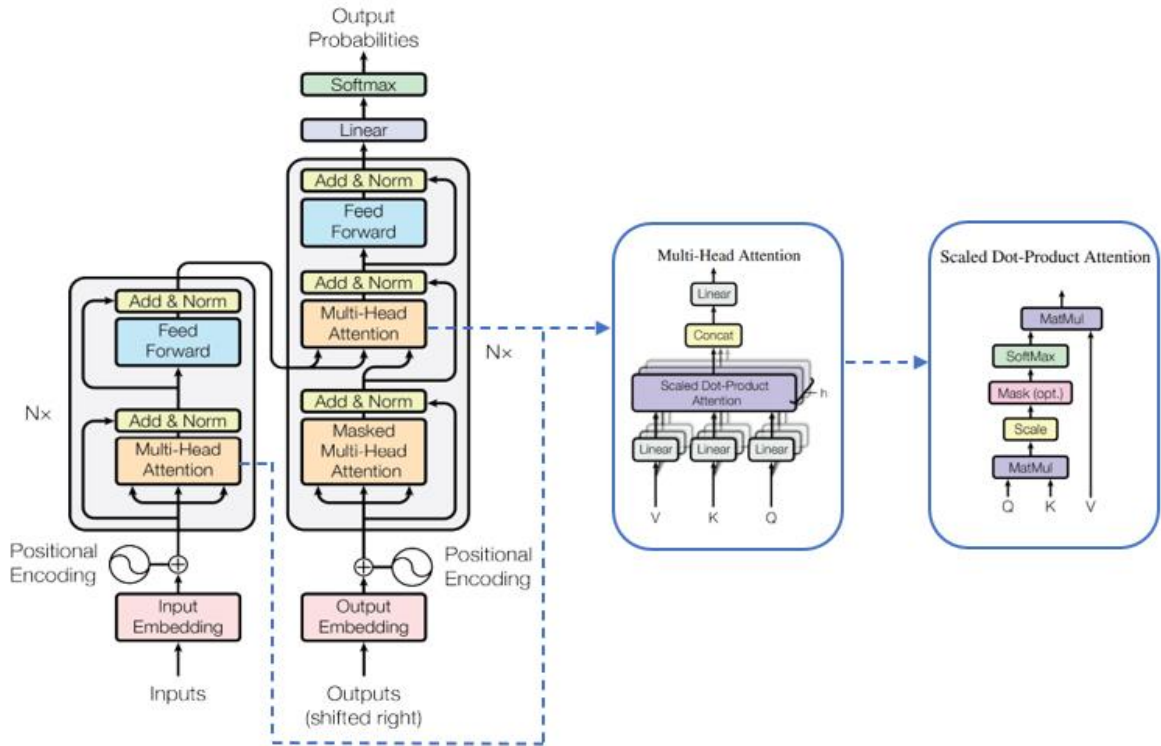 Output
Probabilities
Softmax
Linear
Add & Norm
Feed
Forward
Add & Norm
Multi-Head
Attention
Nx
Add & Norm
Masked
Multi-Head
Attention
Add & Norm
Feed
Forward
Nx
Add & Norm
Multi-Head
Attention
Positional
Encoding
Positional
Encoding
Input
Embedding
Output
Embedding
Inputs
Outputs
(shifted right)
Multi-Head Attention
Linear
Concat
Scaled Dot-Product
Attention
h
Linear
Linear
Linear
V
K
Q
Scaled Dot-Product Attention
MatMul
SoftMax
Mask (opt.)
Scale
MatMul
Q
K
V